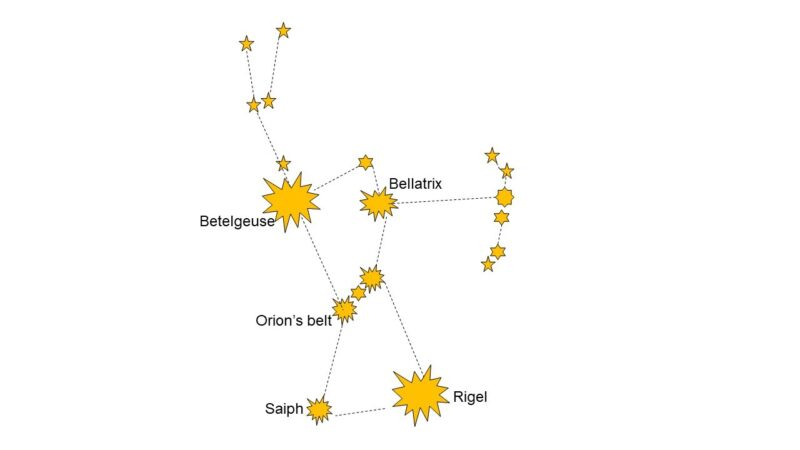 Bellatrix
Betelgeuse
Orion’s belt
Saiph
Rigel